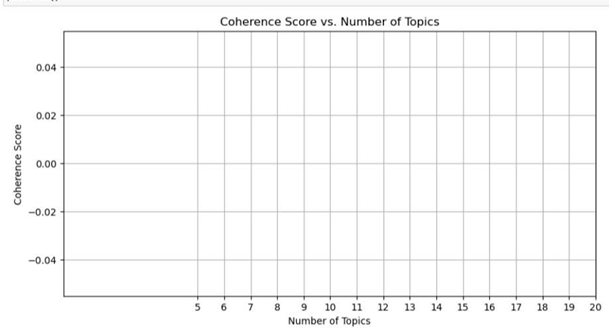 Coherence Score vs. Number of Topics
0.04
0.02
0.00
−0.02
−0.04
Coherence Score
5 6 7 8 9 10 11 12 13 14 15 16 17 18 19 20
Number of Topics